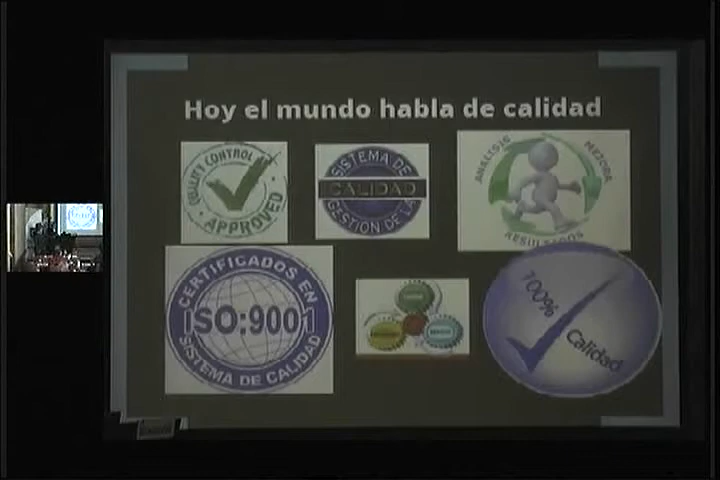 Hoy el mundo habla de calidad
QUALITY CONTROL
APPROVED
SISTEMA DE
CALIDAD
GESTION DE LA
ANALISIS
MEJORA
RESULTADOS
CERTIFICADOS EN
ISO:9001
SISTEMA DE CALIDAD
100%
Calidad